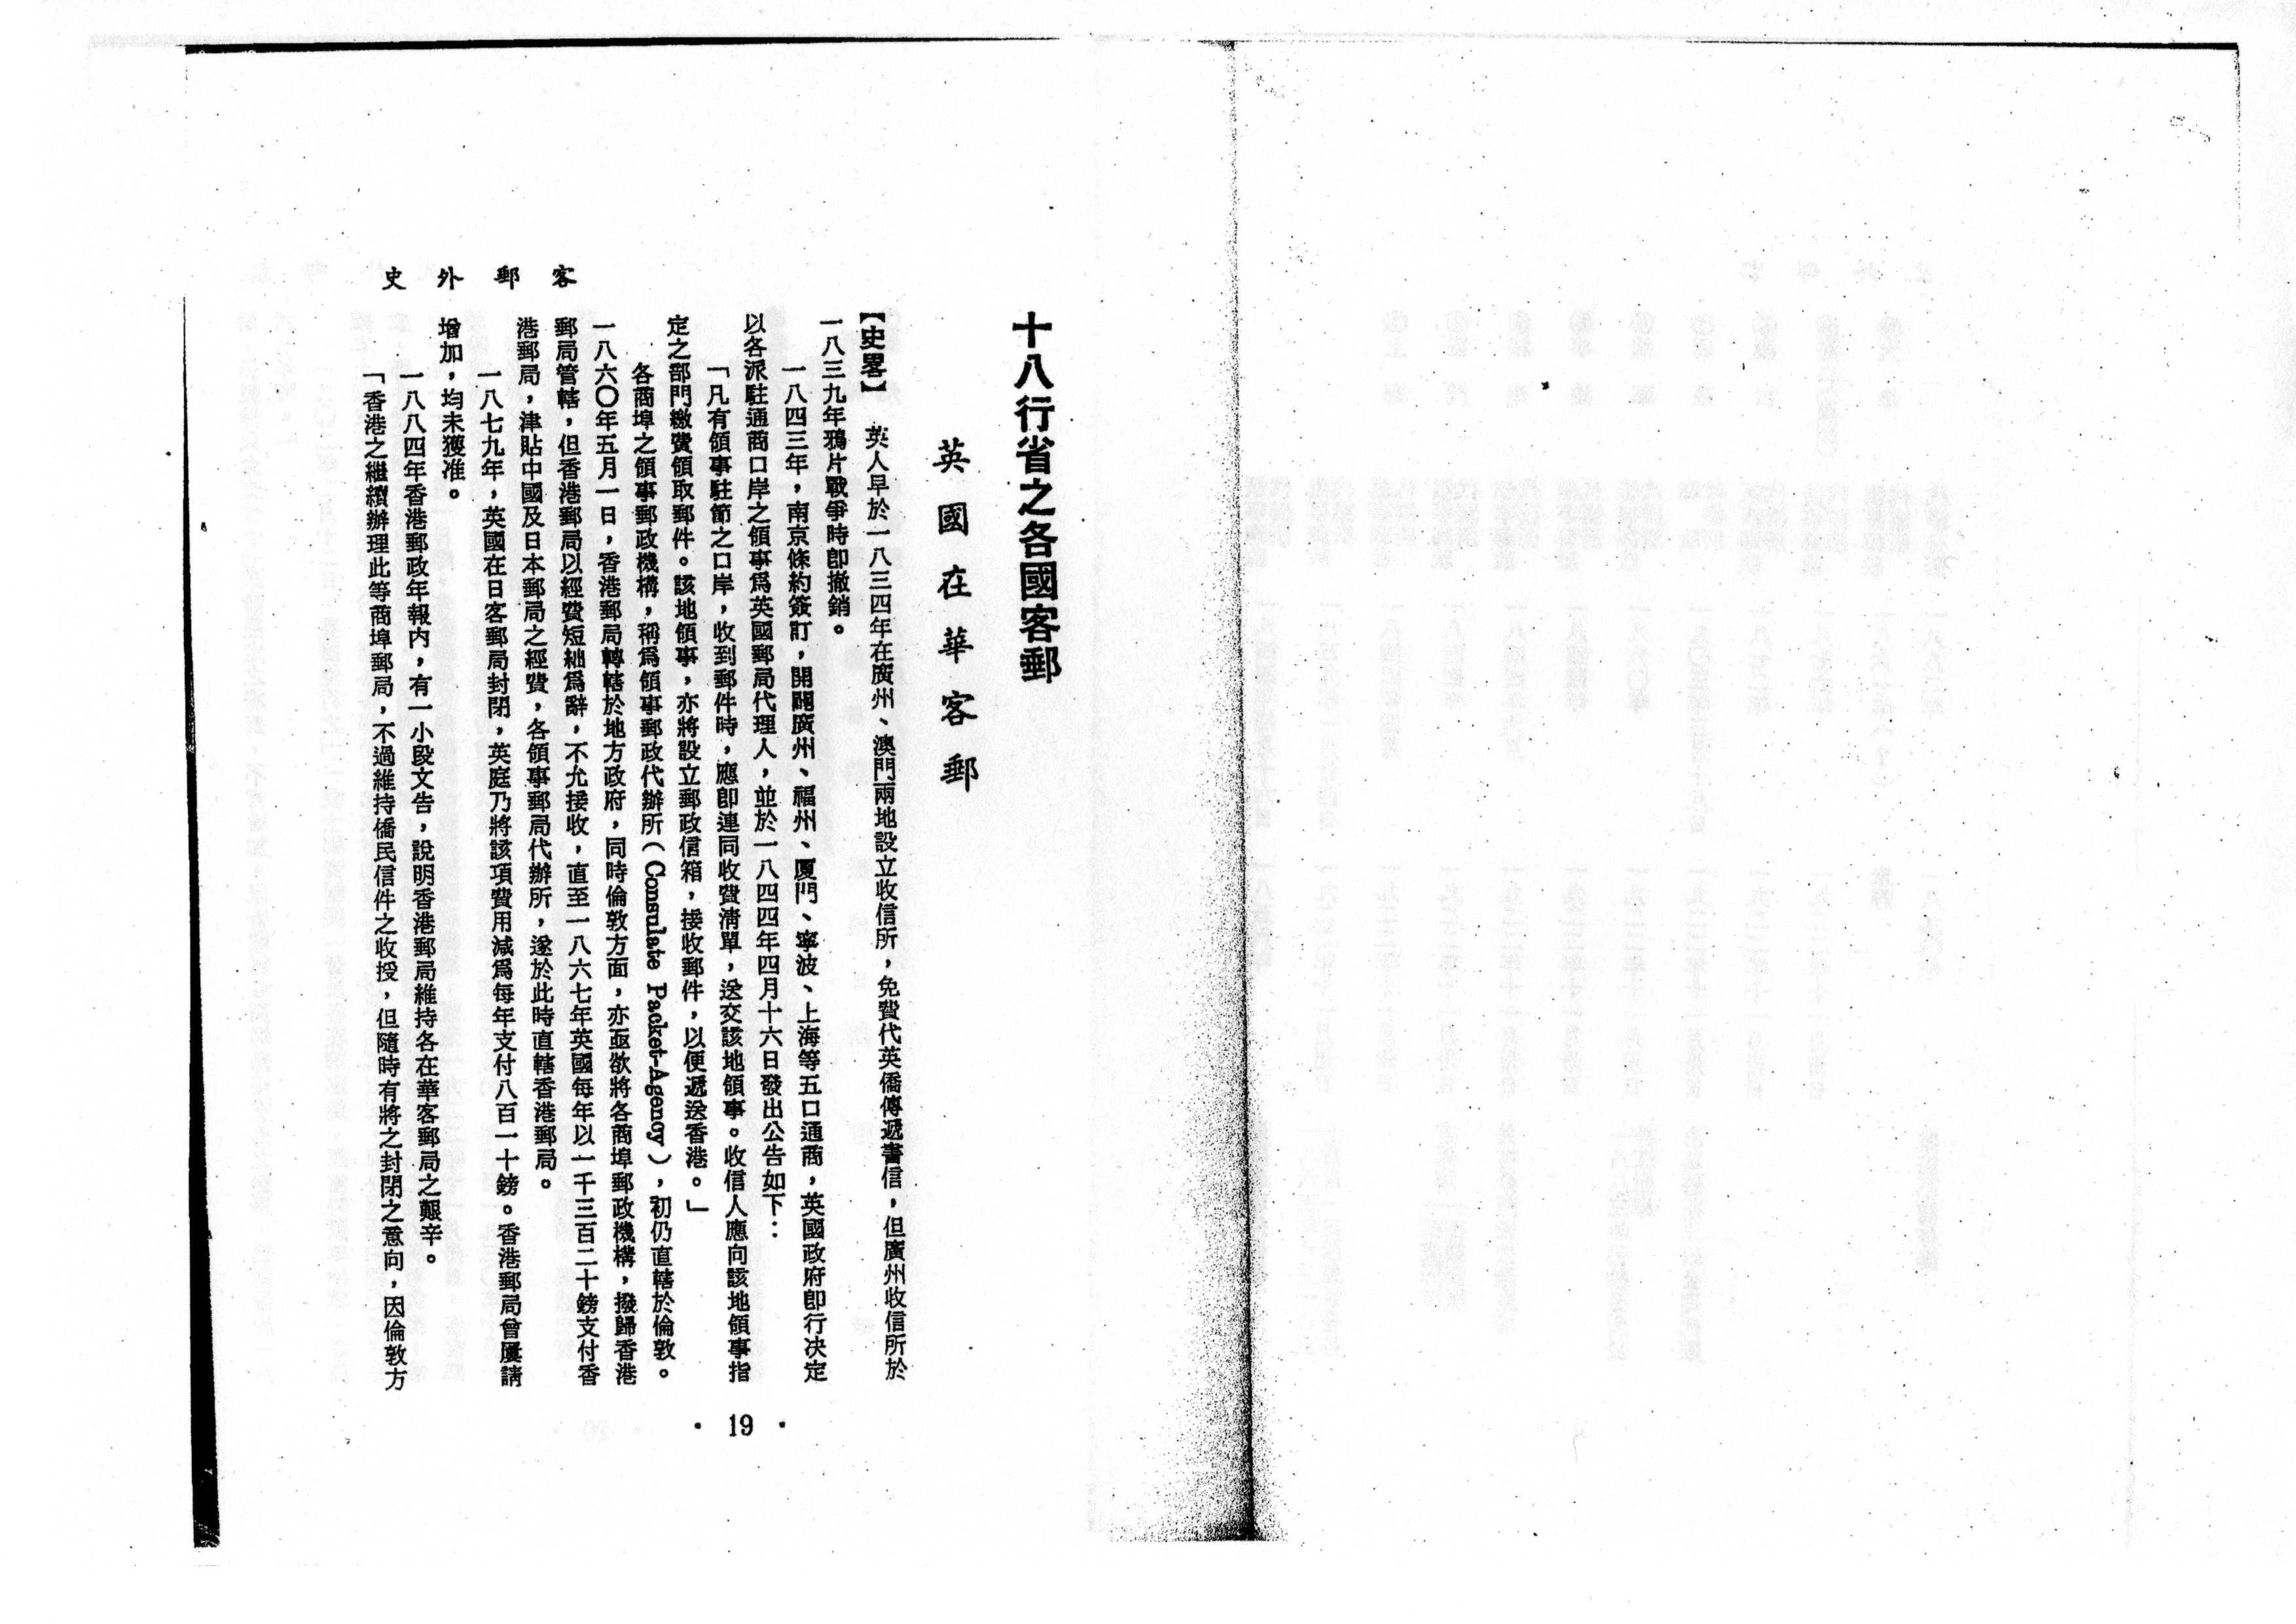 客郵外史
十八行省之各國客郵
英國在華客郵
【史畧】　英人早於一八三四年在廣州、澳門兩地設立收信所，免費代英僑傳遞書信，但廣州收信所於
一八三九年鴉片戰爭時卽撤銷。
一八四三年，南京條約簽訂，開闢廣州、福州、厦門、寧波、上海等五口通商，英國政府卽行決定
以各派駐通商口岸之領事爲英國郵局代理人，並於一八四四年四月十六日發出公告如下：
「凡有領事駐節之口岸，收到郵件時，應卽連同收費淸單，送交該地領事。收信人應向該地領事指
定之部門繳費領取郵件。該地領事，亦將設立郵政信箱，接收郵件，以便遞送香港。」
各商埠之領事郵政機構，稱爲領事郵政代辦所（Consulate Packet-Agency），初仍直轄於倫敦。
一八六〇年五月一日，香港郵局轉轄於地方政府，同時倫敦方面，亦亟欲將各商埠郵政機構，撥歸香港
郵局管轄，但香港郵局以經費短絀爲辭，不允接收，直至一八六七年英國每年以一千三百二十鎊支付香
港郵局，津貼中國及日本郵局之經費，各領事郵局代辦所，遂於此時直轄香港郵局。
一八七九年，英國在日客郵局封閉，英庭乃將該項費用減爲每年支付八百一十鎊。香港郵局曾屢請
增加，均未獲准。
一八八四年香港郵政年報內，有一小段文告，說明香港郵局維持各在華客郵局之艱辛。
「香港之繼續辦理此等商埠郵局，不過維持僑民信件之收授，但隨時有將之封閉之意向，因倫敦方
・19・